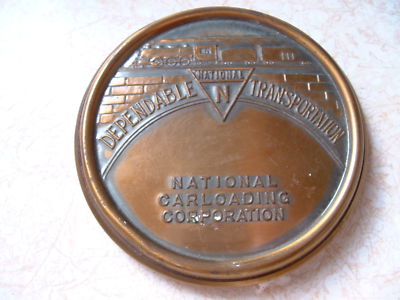 NATIONAL
DEPENDABLE N TRANSPORTATION
NATIONAL
CARLOADING
CORPORATION